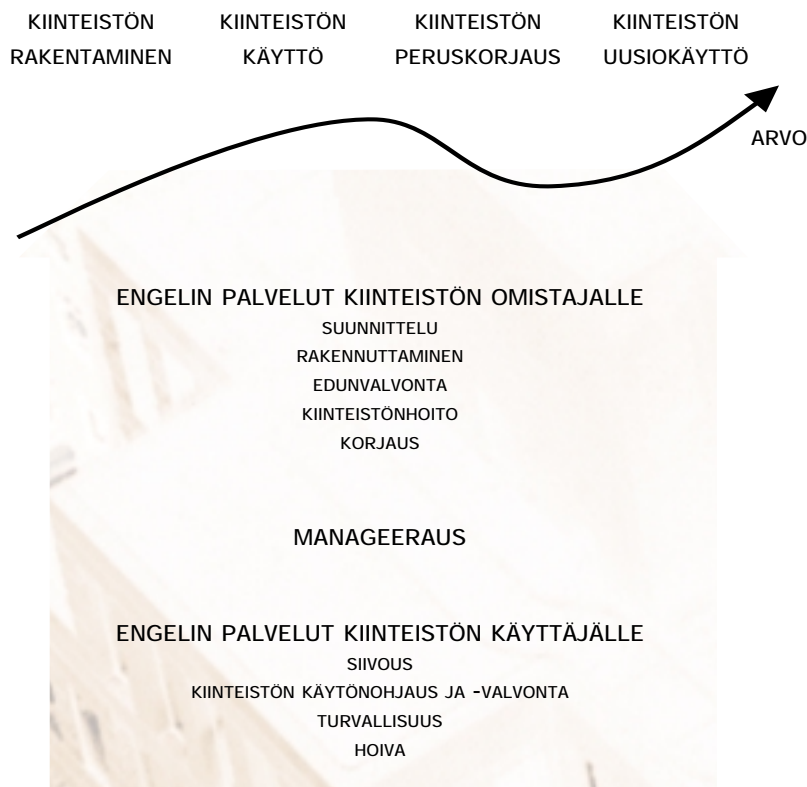 KIINTEISTÖN KIINTEISTÖN KIINTEISTÖN KIINTEISTÖN
RAKENTAMINEN KÄYTTÖ PERUSKORJAUS UUSIOKÄYTTÖ
ARVO
ENGELIN PALVELUT KIINTEISTÖN OMISTAJALLE
SUUNNITTELU
RAKENNUTTAMINEN
EDUNVALVONTA
KIINTEISTÖNHOITO
KORJAUS
MANAGEERAUS
ENGELIN PALVELUT KIINTEISTÖN KÄYTTÄJÄLLE
SIIVOUS
KIINTEISTÖN KÄYTÖNOHJAUS JA -VALVONTA
TURVALLISUUS
HOIVA